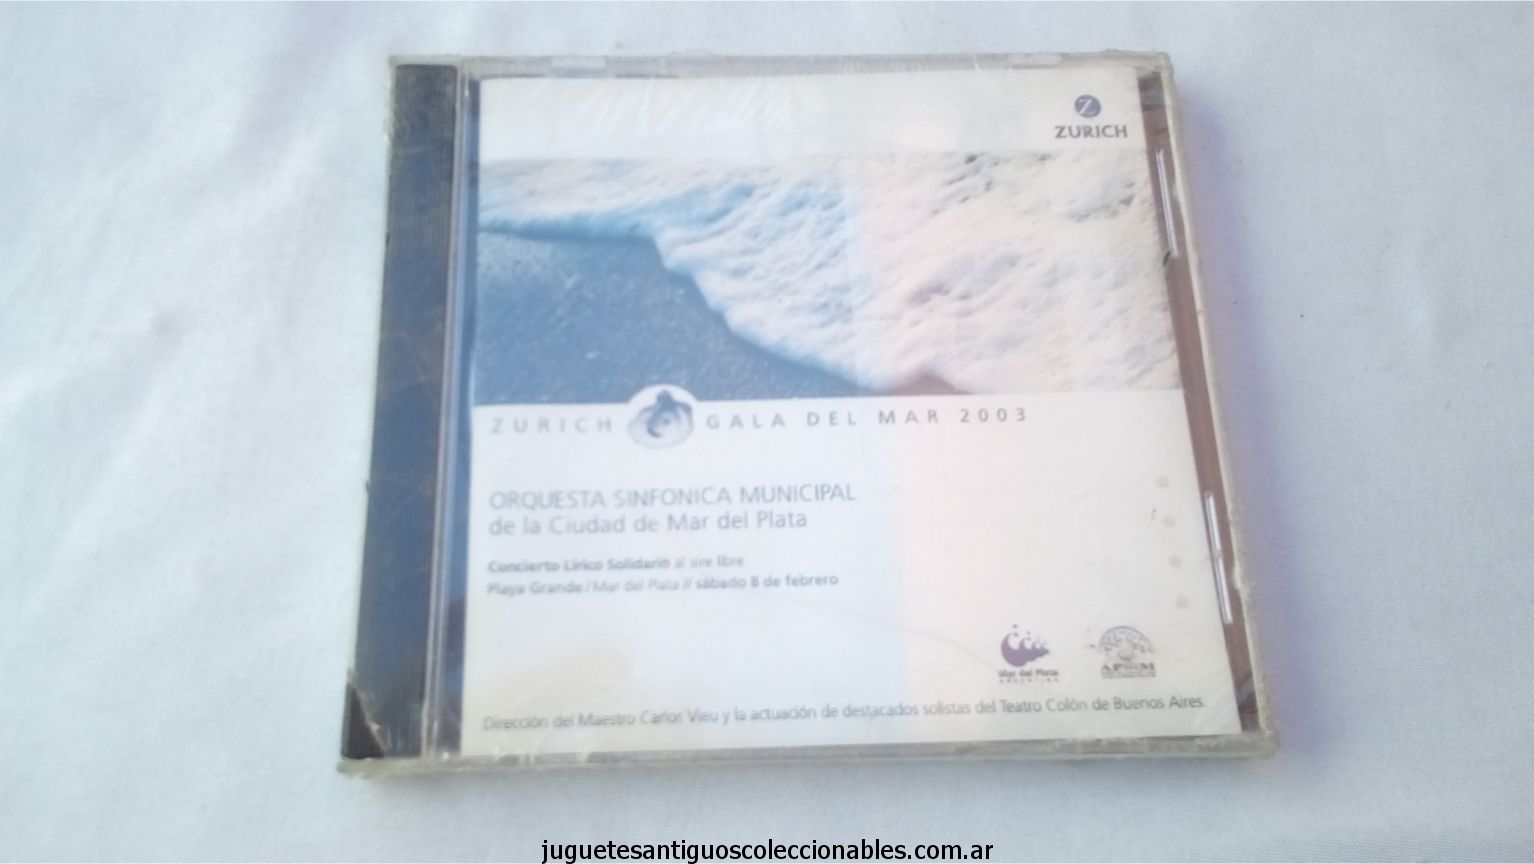 Z
ZURICH
ZURICH GALA DEL MAR 2003
ORQUESTA SINFONICA MUNICIPAL
de la Ciudad de Mar del Plata
Concierto Lírico Solidario al aire libre
Playa Grande / Mar del Plata // sábado 8 de febrero
Mar del Plata
ARGENTINA
APSM
Dirección del Maestro Carlos Vieu y la actuación de destacados solistas del Teatro Colón de Buenos Aires.
juguetesantiguoscoleccionables.com.ar